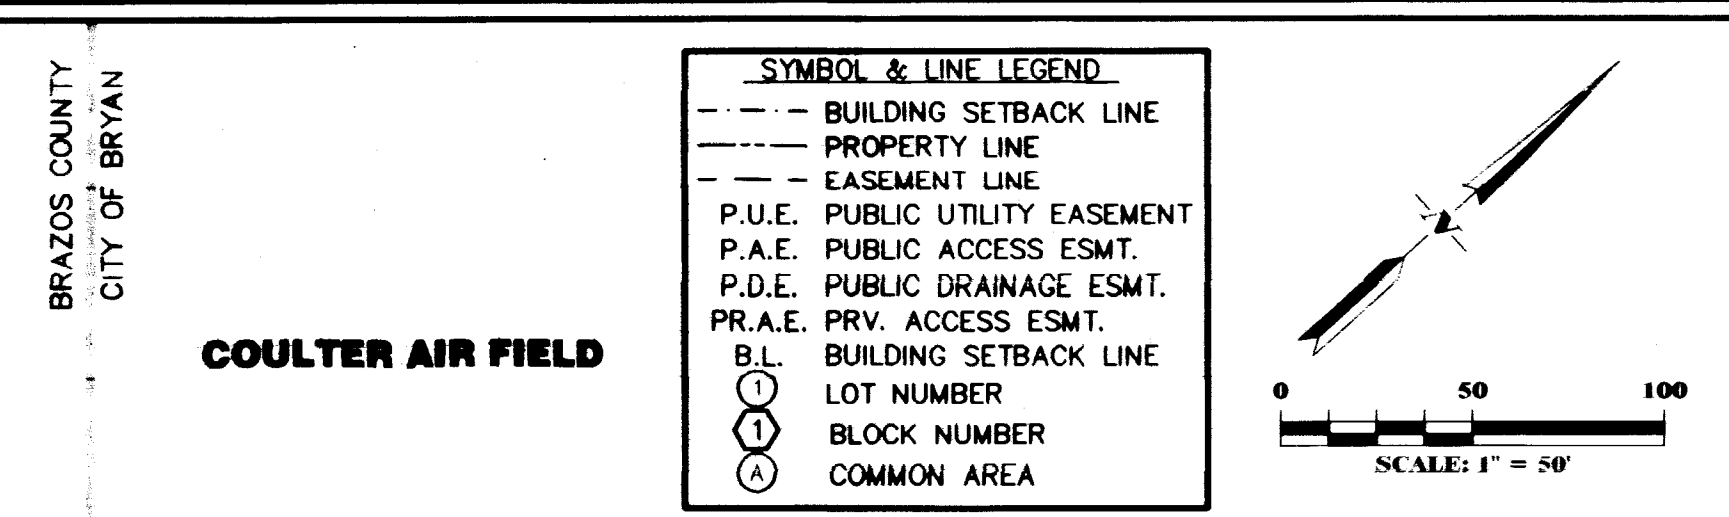 BRAZOS COUNTY
CITY OF BRYAN
COULTER AIR FIELD
SYMBOL & LINE LEGEND
BUILDING SETBACK LINE
PROPERTY LINE
EASEMENT LINE
P.U.E. PUBLIC UTILITY EASEMENT
P.A.E. PUBLIC ACCESS ESMT.
P.D.E. PUBLIC DRAINAGE ESMT.
PR.A.E. PRV. ACCESS ESMT.
B.L. BUILDING SETBACK LINE
1 LOT NUMBER
1 BLOCK NUMBER
A COMMON AREA
N
0 50 100
SCALE: 1" = 50'